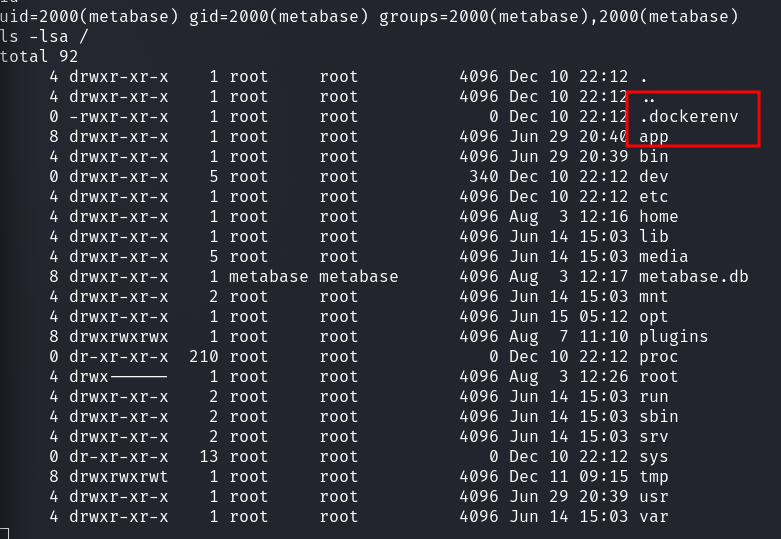 uid=2000(metabase) gid=2000(metabase) groups=2000(metabase),2000(metabase)
ls -lsa /
total 92
4 drwxr-xr-x 1 root root 4096 Dec 10 22:12 .
4 drwxr-xr-x 1 root root 4096 Dec 10 22:12 ..
0 -rwxr-xr-x 1 root root 0 Dec 10 22:12 .dockerenv
8 drwxr-xr-x 1 root root 4096 Jun 29 20:40 app
4 drwxr-xr-x 1 root root 4096 Jun 29 20:39 bin
0 drwxr-xr-x 5 root root 340 Dec 10 22:12 dev
4 drwxr-xr-x 1 root root 4096 Dec 10 22:12 etc
4 drwxr-xr-x 1 root root 4096 Aug 3 12:16 home
4 drwxr-xr-x 1 root root 4096 Jun 14 15:03 lib
4 drwxr-xr-x 5 root root 4096 Jun 14 15:03 media
8 drwxr-xr-x 1 metabase metabase 4096 Aug 3 12:17 metabase.db
4 drwxr-xr-x 2 root root 4096 Jun 14 15:03 mnt
4 drwxr-xr-x 1 root root 4096 Jun 15 05:12 opt
8 drwxrwxrwx 1 root root 4096 Aug 7 11:10 plugins
0 dr-xr-xr-x 210 root root 0 Dec 10 22:12 proc
4 drwx------ 1 root root 4096 Aug 3 12:26 root
4 drwxr-xr-x 2 root root 4096 Jun 14 15:03 run
4 drwxr-xr-x 2 root root 4096 Jun 14 15:03 sbin
4 drwxr-xr-x 2 root root 4096 Jun 14 15:03 srv
0 dr-xr-xr-x 13 root root 0 Dec 10 22:12 sys
8 drwxrwxrwt 1 root root 4096 Dec 11 09:15 tmp
4 drwxr-xr-x 1 root root 4096 Jun 29 20:39 usr
4 drwxr-xr-x 1 root root 4096 Jun 14 15:03 var